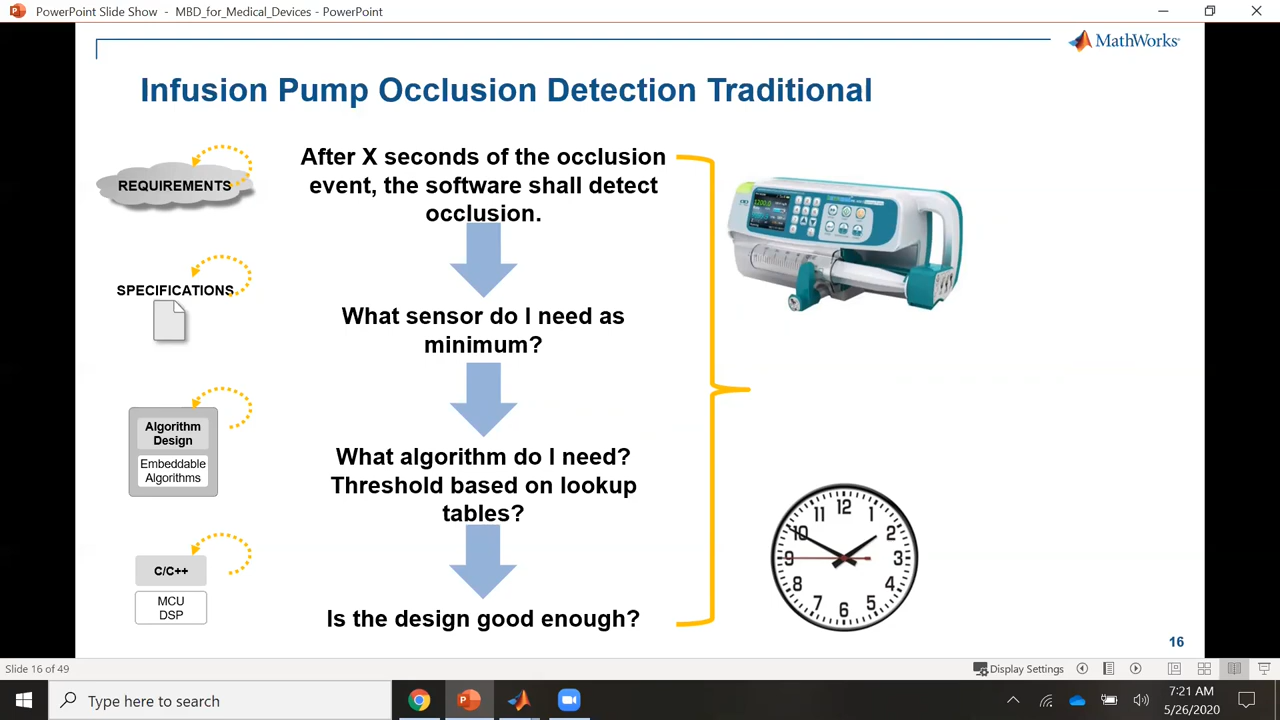 PowerPoint Slide Show - MBD_for_Medical_Devices - PowerPoint
MathWorks®
Infusion Pump Occlusion Detection Traditional
REQUIREMENTS
After X seconds of the occlusion
event, the software shall detect
occlusion.
SPECIFICATIONS
What sensor do I need as
minimum?
Algorithm
Design
Embeddable
Algorithms
What algorithm do I need?
Threshold based on lookup
tables?
C/C++
MCU
DSP
Is the design good enough?
12
1
2
3
4
5
6
7
8
9
10
11
16
Slide 16 of 49
Display Settings
Type here to search
7:21 AM
5/26/2020